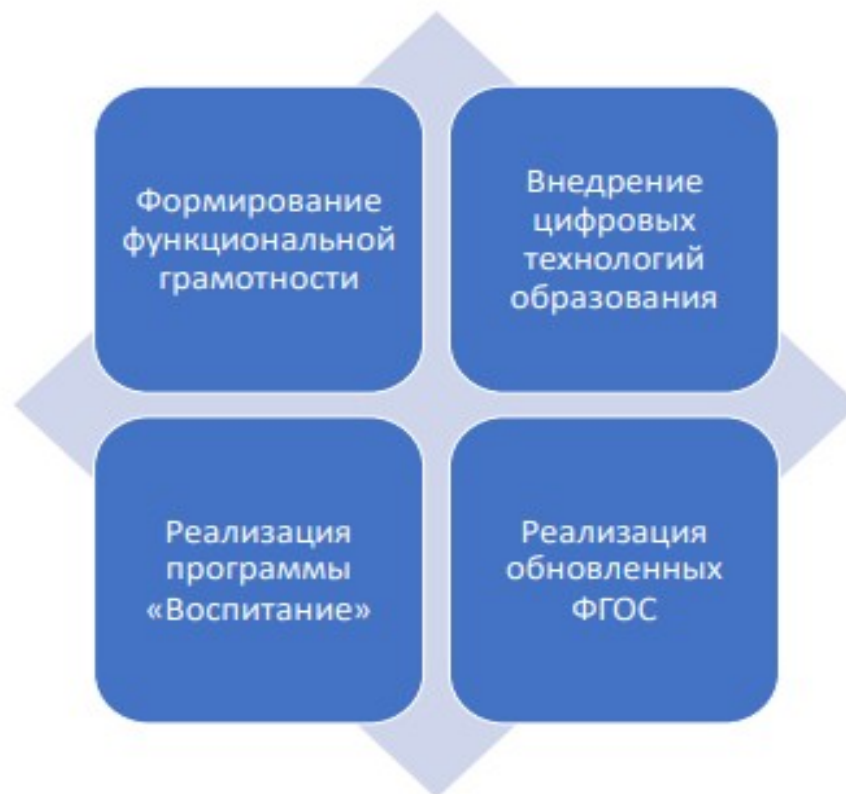 Формирование
функциональной
грамотности
Внедрение
цифровых
технологий
образования
Реализация
программы
«Воспитание»
Реализация
обновленных
ФГОС